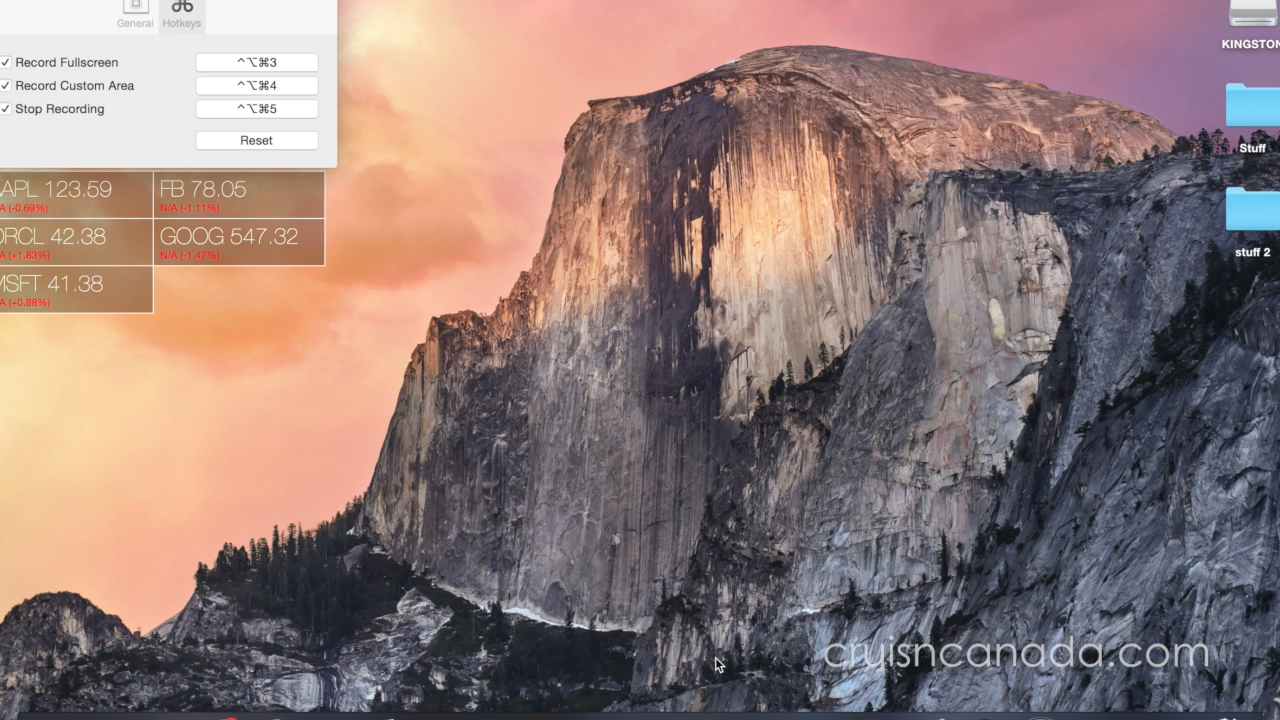 General Hotkeys
Record Fullscreen ^⌥⌘3
Record Custom Area ^⌥⌘4
Stop Recording ^⌥⌘5
Reset
APL 123.59 FB 78.05
A (-0.69%) N/A (-1.11%)
ORCL 42.38 GOOG 547.32
A (+1.83%) N/A (-1.47%)
MSFT 41.38
A (+0.88%)
KINGSTON
Stuff
stuff 2
cruisncanada.com